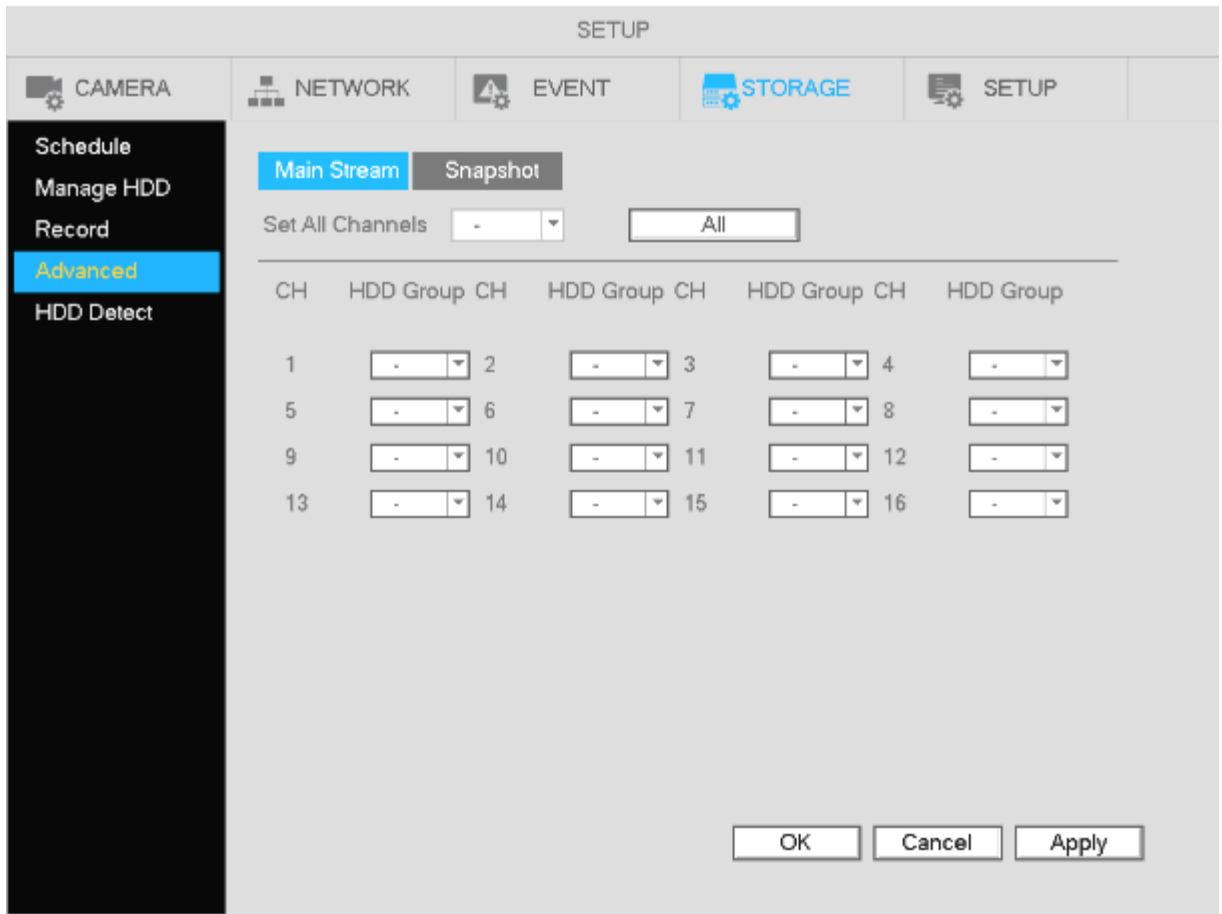 SETUP
CAMERA NETWORK EVENT STORAGE SETUP
Schedule
Manage HDD
Record
Advanced
HDD Detect
Main Stream Snapshot
Set All Channels - All
CH HDD Group CH HDD Group CH HDD Group CH HDD Group
1 - 2 - 3 - 4 -
5 - 6 - 7 - 8 -
9 - 10 - 11 - 12 -
13 - 14 - 15 - 16 -
OK Cancel Apply